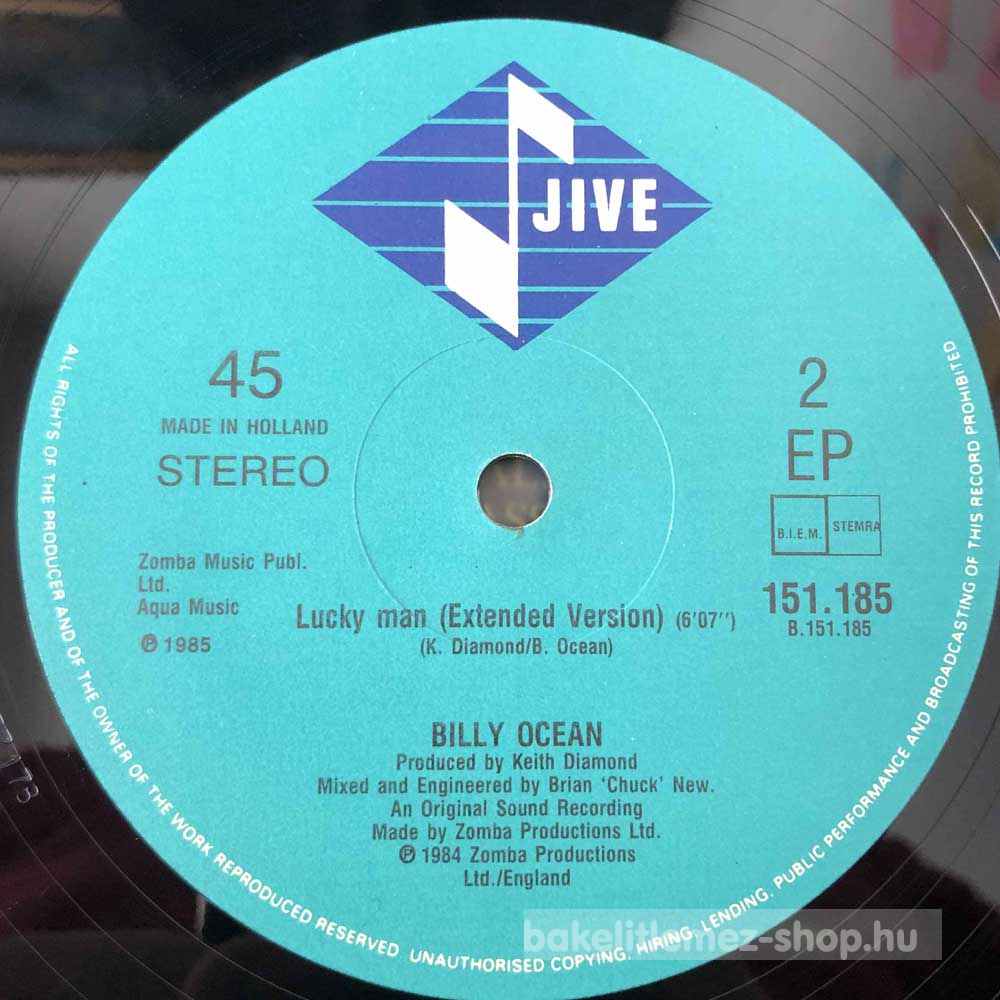 JIVE
45
MADE IN HOLLAND
STEREO
2
EP
B.I.E.M. STEMRA
Zomba Music Publ.
Ltd.
Aqua Music
℗ 1985
151.185
B.151.185
Lucky man (Extended Version) (6'07")
(K. Diamond/B. Ocean)
BILLY OCEAN
Produced by Keith Diamond
Mixed and Engineered by Brian 'Chuck' New.
An Original Sound Recording
Made by Zomba Productions Ltd.
℗ 1984 Zomba Productions
Ltd./England
ALL RIGHTS OF THE PRODUCER AND OF THE OWNER OF THE WORK REPRODUCED RESERVED. UNAUTHORISED COPYING, HIRING, LENDING, PUBLIC PERFORMANCE AND BROADCASTING OF THIS RECORD PROHIBITED
bakelitlemez-shop.hu